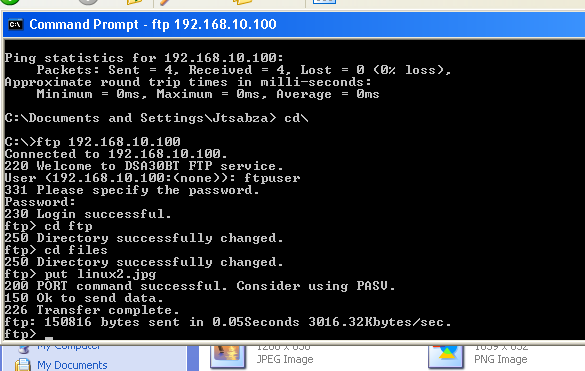 Command Prompt - ftp 192.168.10.100
Ping statistics for 192.168.10.100:
Packets: Sent = 4, Received = 4, Lost = 0 (0% loss),
Approximate round trip times in milli-seconds:
Minimum = 0ms, Maximum = 0ms, Average = 0ms
C:\Documents and Settings\Jtsabza> cd\
C:\>ftp 192.168.10.100
Connected to 192.168.10.100.
220 Welcome to DSA30BT FTP service.
User (192.168.10.100:(none)): ftpuser
331 Please specify the password.
Password:
230 Login successful.
ftp> cd ftp
250 Directory successfully changed.
ftp> cd files
250 Directory successfully changed.
ftp> put linux2.jpg
200 PORT command successful. Consider using PASV.
150 Ok to send data.
226 Transfer complete.
ftp: 150816 bytes sent in 0.05Seconds 3016.32Kbytes/sec.
ftp> _
My Computer
My Documents
JPEG Image
PNG Image